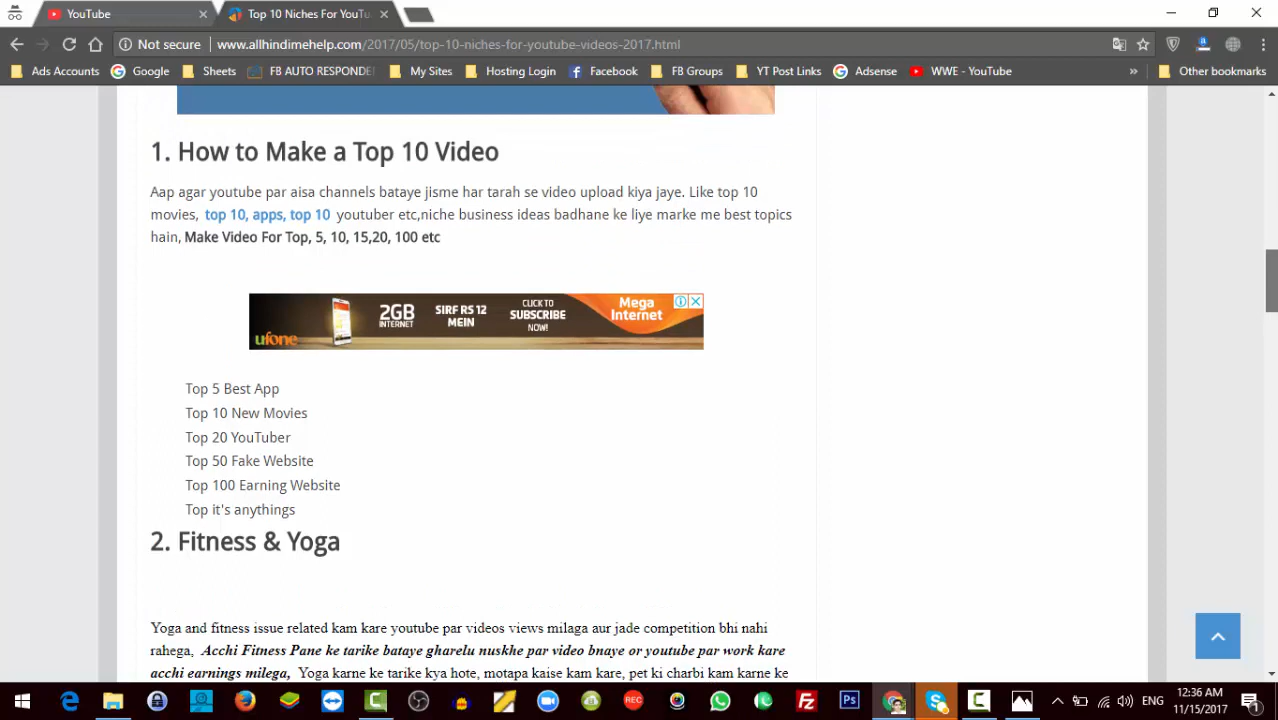 YouTube
Top 10 Niches For YouTu
Not secure
www.allhindimehelp.com/2017/05/top-10-niches-for-youtube-videos-2017.html
Ads Accounts
Google
Sheets
FB AUTO RESPONDE
My Sites
Hosting Login
Facebook
FB Groups
YT Post Links
Adsense
WWE - YouTube
»
Other bookmarks
1. How to Make a Top 10 Video
Aap agar youtube par aisa channels bataye jisme har tarah se video upload kiya jaye. Like top 10
movies, top 10, apps, top 10 youtuber etc,niche business ideas badhane ke liye marke me best topics
hain, Make Video For Top, 5, 10, 15,20, 100 etc
ufone
2GB
INTERNET
SIRF RS 12
MEIN
CLICK TO
SUBSCRIBE
NOW!
Mega
Internet
Top 5 Best App
Top 10 New Movies
Top 20 YouTuber
Top 50 Fake Website
Top 100 Earning Website
Top it's anythings
2. Fitness & Yoga
Yoga and fitness issue related kam kare youtube par videos views milaga aur jade competition bhi nahi
rahega, Acchi Fitness Pane ke tarike bataye gharelu nuskhe par video bnaye or youtube par work kare
acchi earnings milega, Yoga karne ke tarike kya hote, motapa kaise kam kare, pet ki charbi kam karne ke
REC
Ps
ENG
12:36 AM
11/15/2017
1